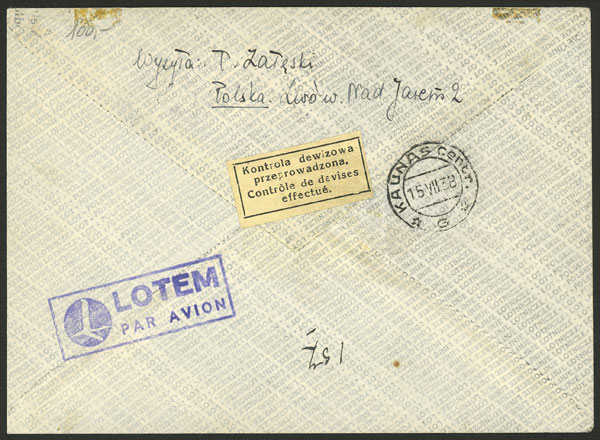 100,-
Wysyła: T. Załęski
Polska. Lwów. Nad Jarem 2
Kontrola dewizowa
przeprowadzona.
Contrôle de devises
effectué.
KAUNAS Centr.
15 VII 38
G
LOTEM
PAR AVION
157